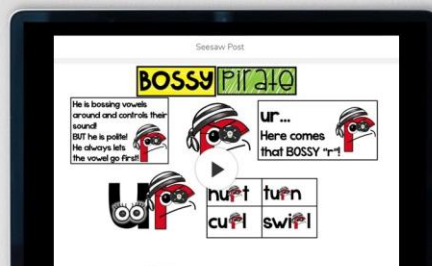 Seesaw Post
BOSSY Pirate
He is bossing vowels
around and controls their
sound!
BUT he is polite!
He always lets
the vowel go first!
ur...
Here comes
that BOSSY "r"!
ur
hurt turn
curl swirl